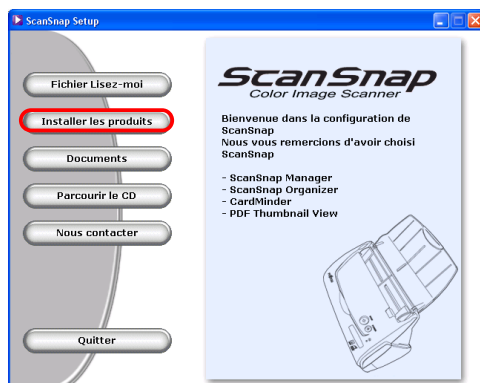 ScanSnap Setup
Fichier Lisez-moi
Installer les produits
Documents
Parcourir le CD
Nous contacter
Quitter
ScanSnap
Color Image Scanner
Bienvenue dans la configuration de
ScanSnap
Nous vous remercions d'avoir choisi
ScanSnap
- ScanSnap Manager
- ScanSnap Organizer
- CardMinder
- PDF Thumbnail View